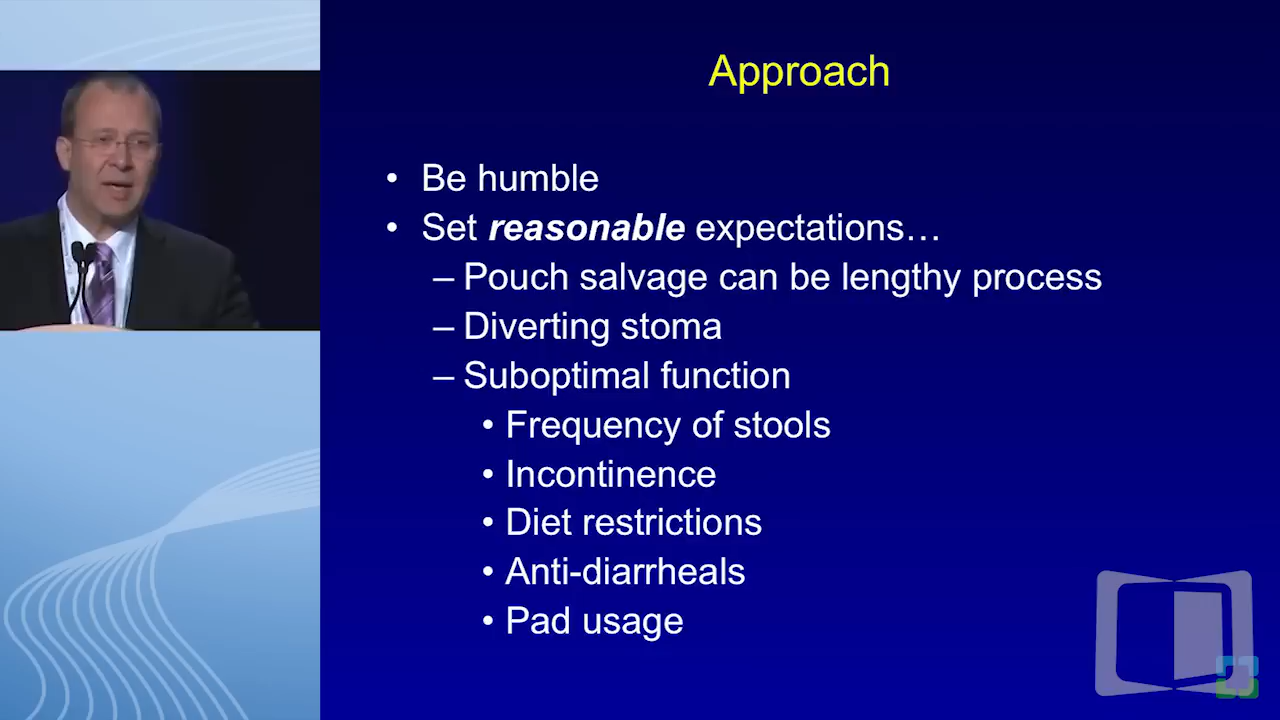 Approach
• Be humble
• Set reasonable expectations…
– Pouch salvage can be lengthy process
– Diverting stoma
– Suboptimal function
• Frequency of stools
• Incontinence
• Diet restrictions
• Anti-diarrheals
• Pad usage